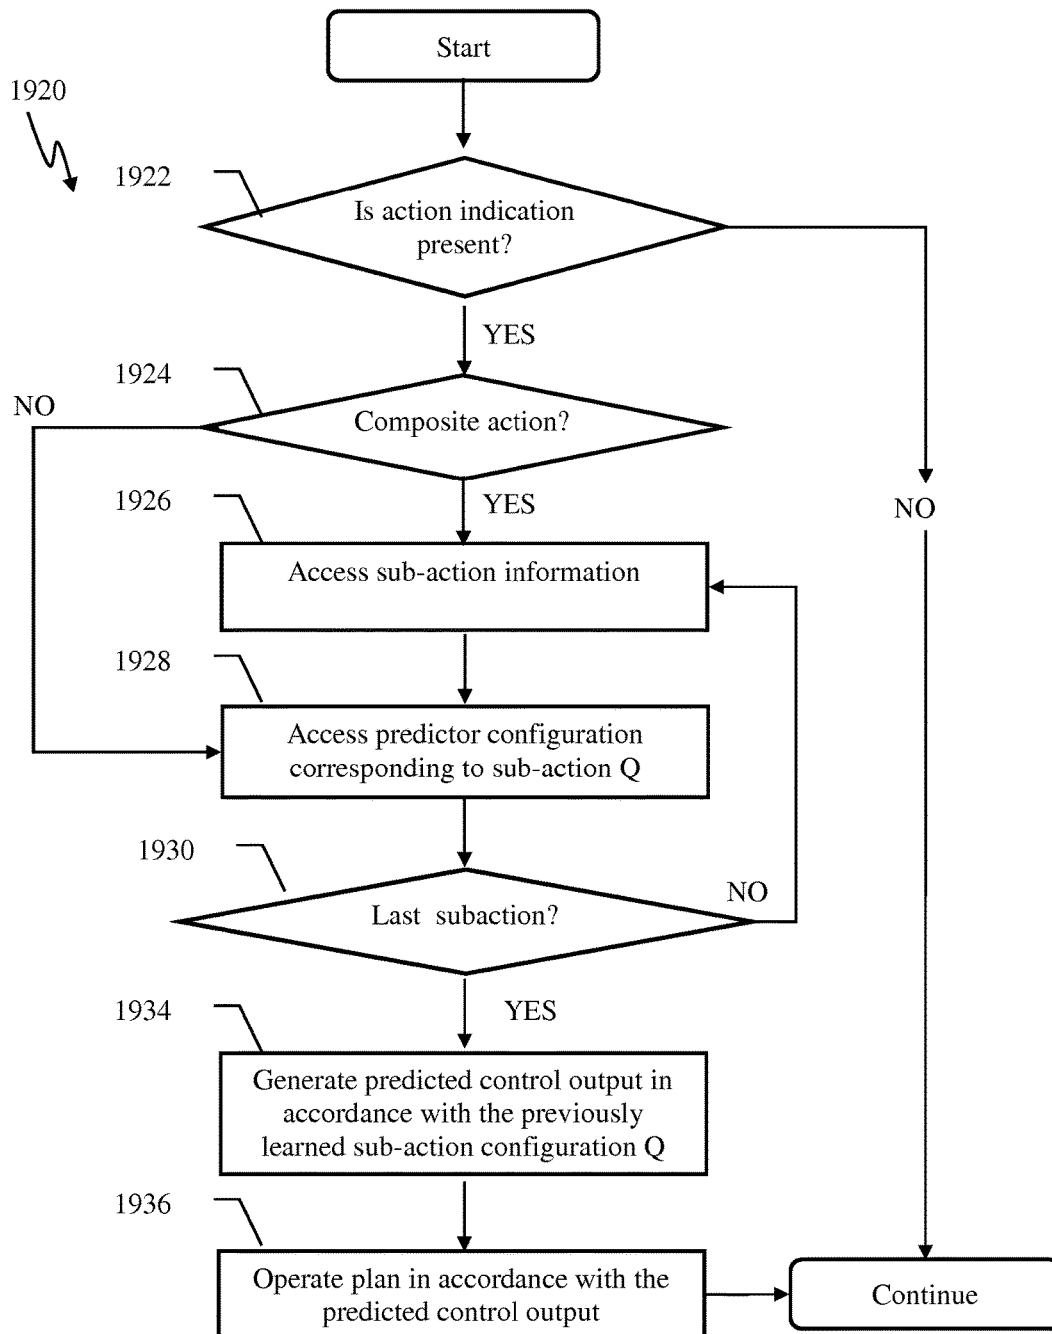 Start
1920
1922
Is action indication
present?
YES
1924
NO
Composite action?
1926
YES
NO
Access sub-action information
1928
Access predictor configuration
corresponding to sub-action Q
1930
NO
Last subaction?
1934
YES
Generate predicted control output in
accordance with the previously
learned sub-action configuration Q
1936
Operate plan in accordance with the
predicted control output
Continue